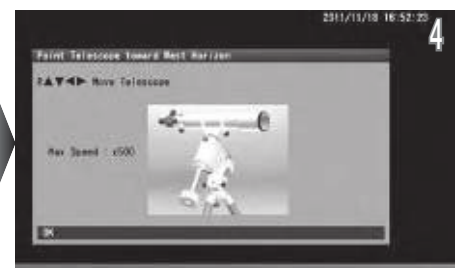 2011/11/18 16:52:23
4
Point Telescope toward West Horizon
:▲▼◀▶ Move Telescope
Max Speed : x500
OK